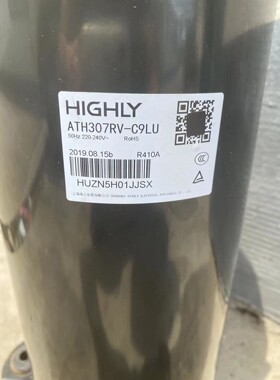 HIGHLY
ATH307RV-C9LU
50Hz 220-240V~ RoHS
2019.08.15b R410A
HUZN5H01JJSX